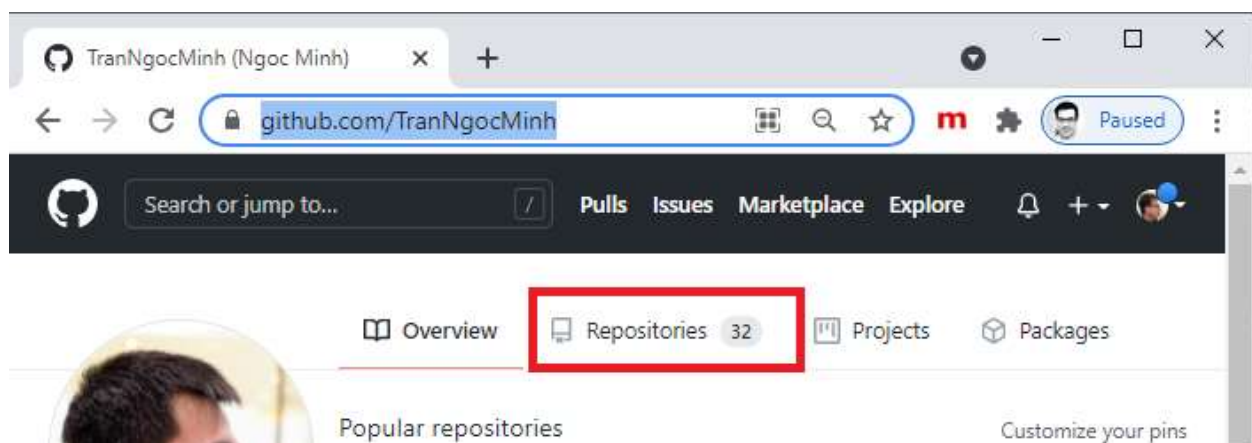 TranNgocMinh (Ngoc Minh)
github.com/TranNgocMinh
m
Paused
Search or jump to...
/
Pulls Issues Marketplace Explore
Overview Repositories 32 Projects Packages
Popular repositories Customize your pins